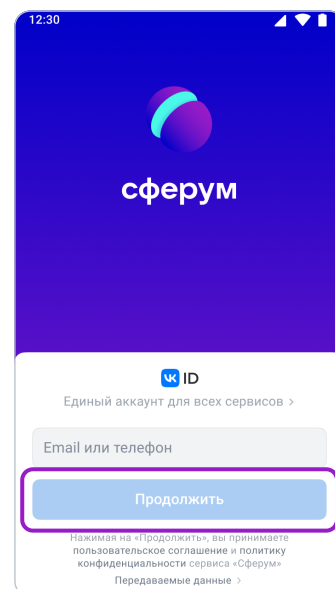 12:30
сферум
VK ID
Единый аккаунт для всех сервисов >
Email или телефон
Продолжить
Нажимая на «Продолжить», вы принимаете
пользовательское соглашение и политику
конфиденциальности сервиса «Сферум»
Передаваемые данные >